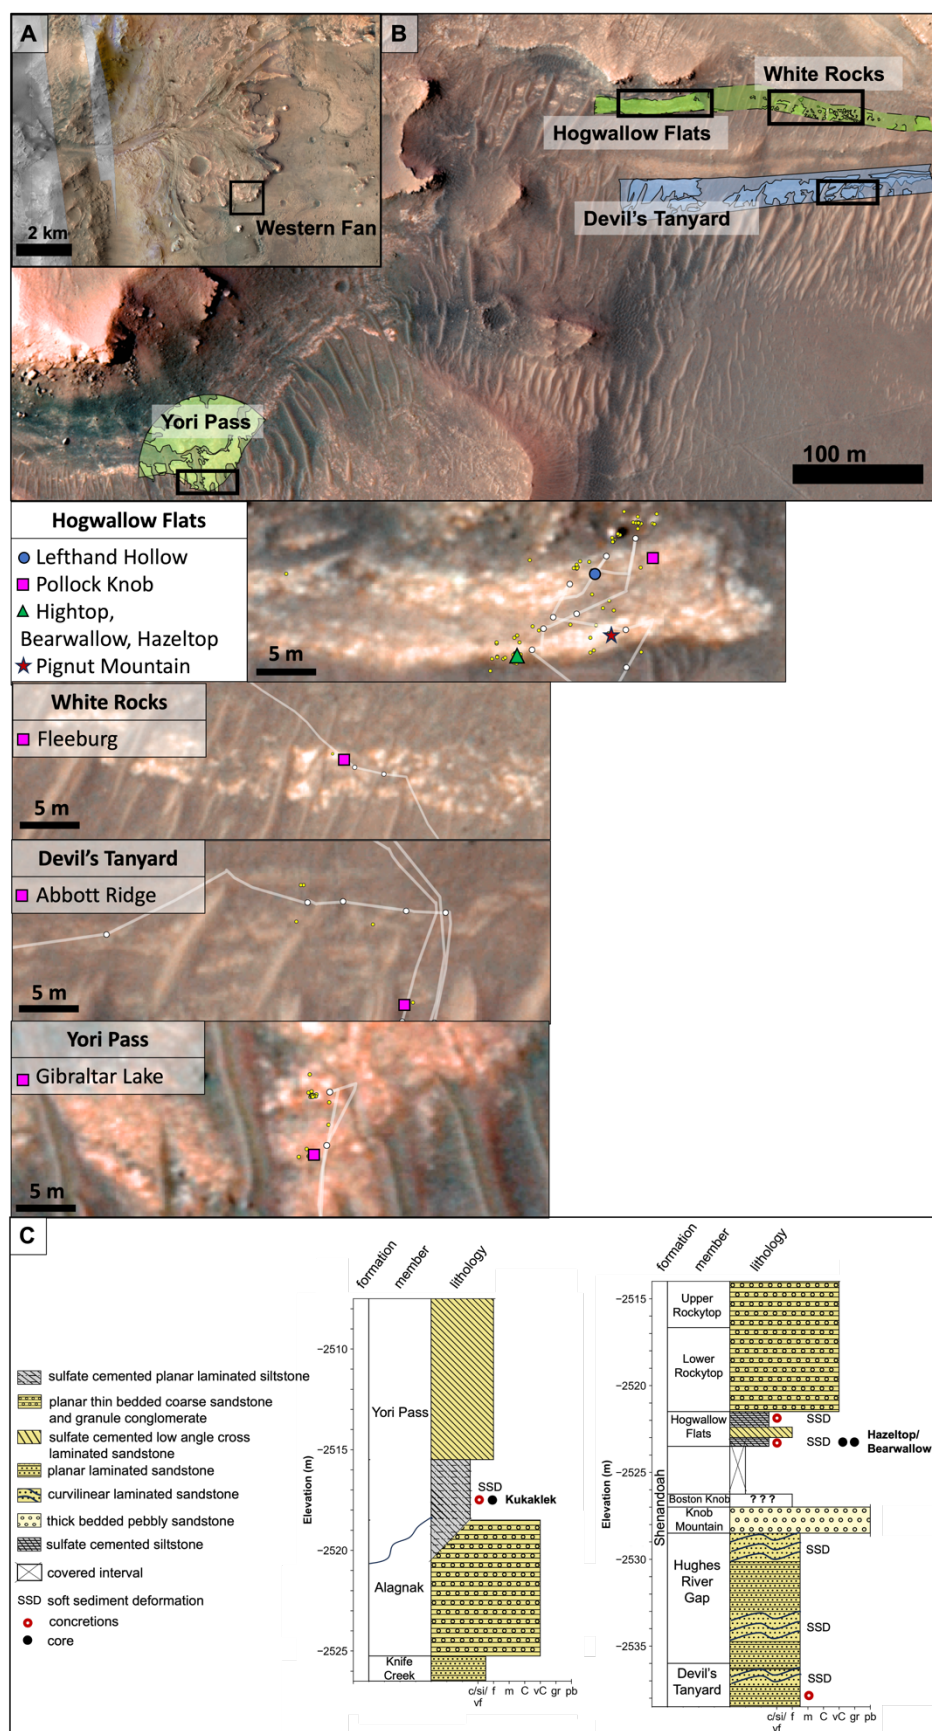 A
2 km
Western Fan
B
White Rocks
Hogwallow Flats
Devil's Tanyard
Yori Pass
100 m
Hogwallow Flats
Lefthand Hollow
Pollock Knob
Hightop,
Bearwallow, Hazeltop
Pignut Mountain
5 m
White Rocks
Fleeburg
5 m
Devil's Tanyard
Abbott Ridge
5 m
Yori Pass
Gibraltar Lake
5 m
C
sulfate cemented planar laminated siltstone
planar thin bedded coarse sandstone
and granule conglomerate
sulfate cemented low angle cross
laminated sandstone
planar laminated sandstone
curvilinear laminated sandstone
thick bedded pebbly sandstone
sulfate cemented siltstone
covered interval
SSD soft sediment deformation
concretions
core
formation
member
lithology
Elevation (m)
−2510
−2515
−2520
−2525
Yori Pass
Alagnak
Knife
Creek
SSD
Kukaklek
c/si/ f m C vC gr pb
vf
formation
member
lithology
Elevation (m)
−2515
−2520
−2525
−2530
−2535
Shenandoah
Upper
Rockytop
Lower
Rockytop
Hogwallow
Flats
Boston Knob
? ? ?
Knob
Mountain
Hughes
River
Gap
Devil's
Tanyard
SSD
SSD
Hazeltop/
Bearwallow
SSD
SSD
SSD
c/si/ f m C vC gr pb
vf